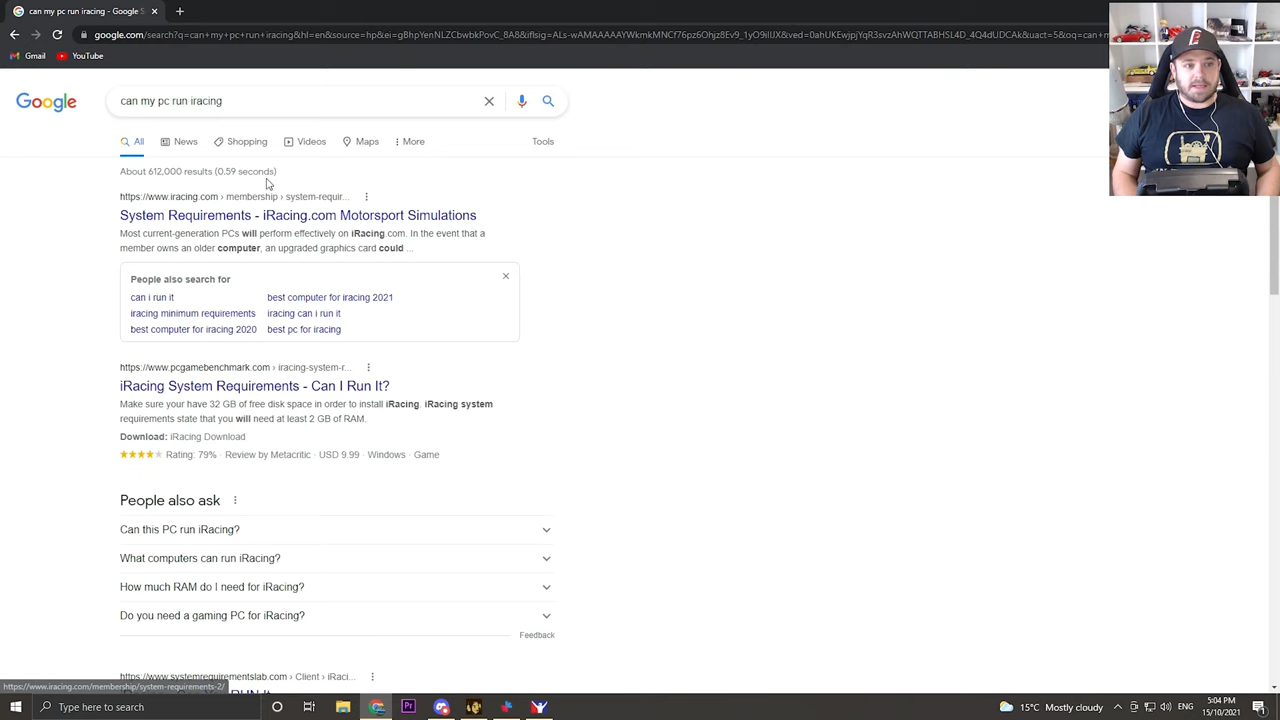 can my pc run iracing - Google S
google.com/search?q=can+my+pc+run+iracing&hl=en&source=hp&ei=
Gmail
YouTube
Google
can my pc run iracing
All
News
Shopping
Videos
Maps
More
Tools
About 612,000 results (0.59 seconds)
https://www.iracing.com › membership › system-requir...
System Requirements - iRacing.com Motorsport Simulations
Most current-generation PCs will perform effectively on iRacing.com. In the event that a
member owns an older computer, an upgraded graphics card could ...
People also search for
can i run it
best computer for iracing 2021
iracing minimum requirements
iracing can i run it
best computer for iracing 2020
best pc for iracing
https://www.pcgamebenchmark.com › iracing-system-r...
iRacing System Requirements - Can I Run It?
Make sure your have 32 GB of free disk space in order to install iRacing. iRacing system
requirements state that you will need at least 2 GB of RAM.
Download: iRacing Download
Rating: 79% · Review by Metacritic · USD 9.99 · Windows · Game
People also ask
Can this PC run iRacing?
What computers can run iRacing?
How much RAM do I need for iRacing?
Do you need a gaming PC for iRacing?
Feedback
https://www.systemrequirementslab.com › Client › iRaci...
RUN It
https://www.iracing.com/membership/system-requirements-2/
Type here to search
Pr
15°C Mostly cloudy
ENG
5:04 PM
15/10/2021
1